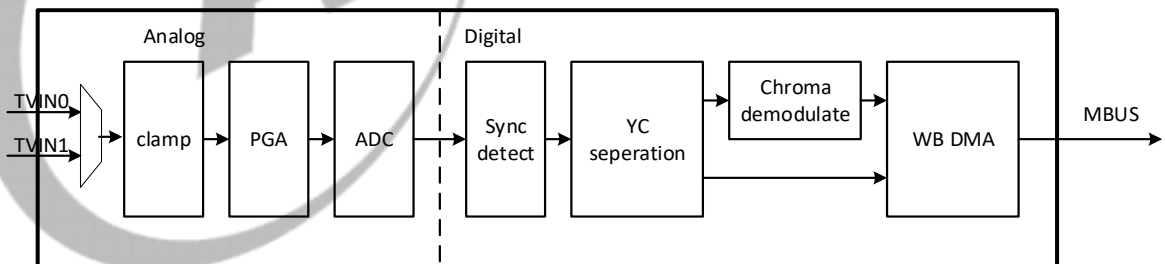 Analog
Digital
TVIN0
TVIN1
clamp
PGA
ADC
Sync
detect
YC
seperation
Chroma
demodulate
WB DMA
MBUS